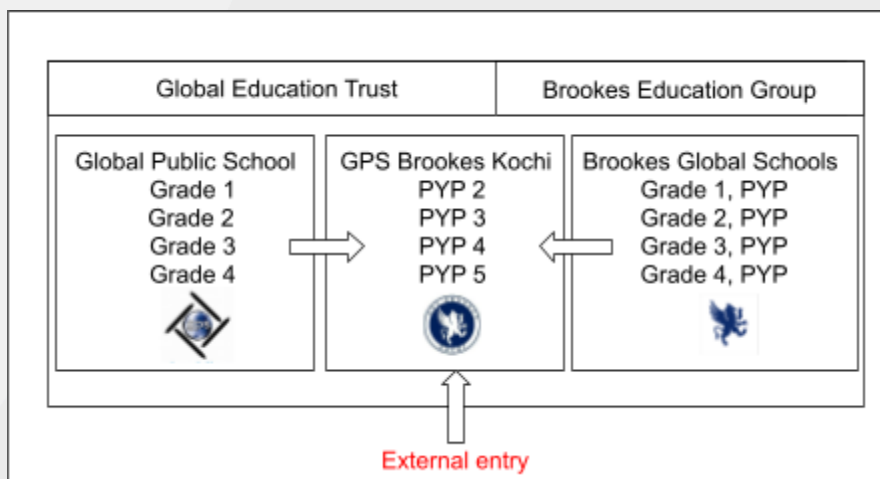 Global Education Trust
Brookes Education Group
Global Public School
Grade 1
Grade 2
Grade 3
Grade 4
GPS Brookes Kochi
PYP 2
PYP 3
PYP 4
PYP 5
Brookes Global Schools
Grade 1, PYP
Grade 2, PYP
Grade 3, PYP
Grade 4, PYP
External entry